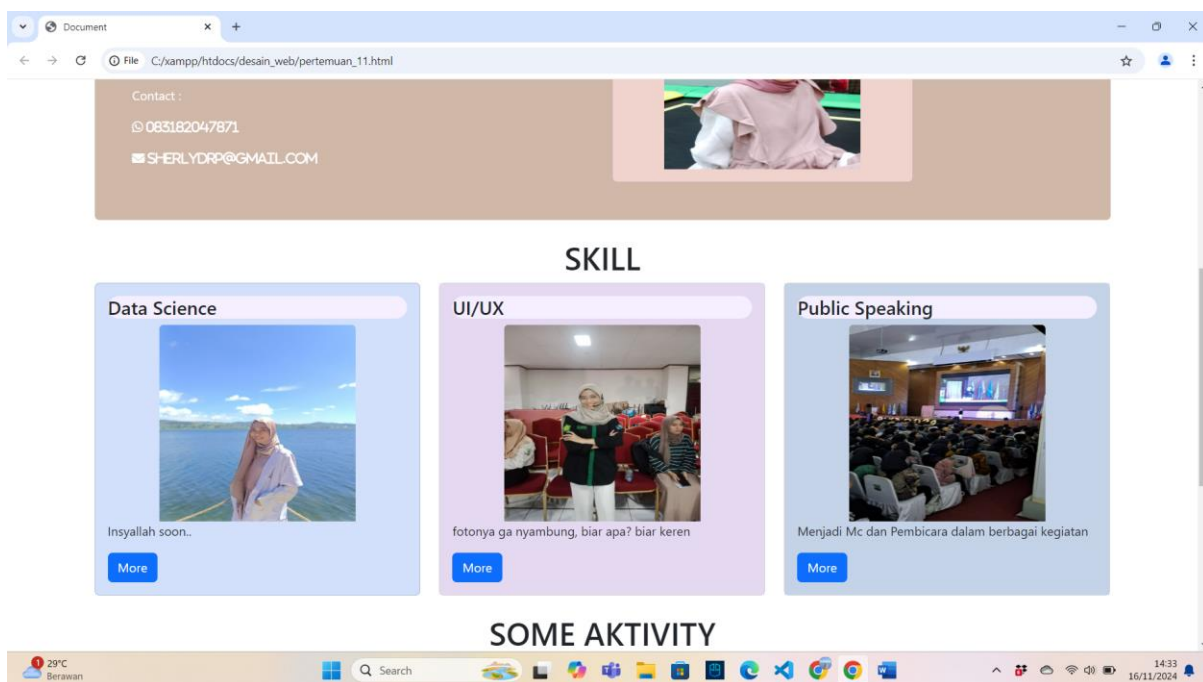 Document
File C:/xampp/htdocs/desain_web/pertemuan_11.html
Contact :
083182047871
SHERLYDRP@GMAIL.COM
SKILL
Data Science
UI/UX
Public Speaking
Insyallah soon..
fotonya ga nyambung, biar apa? biar keren
Menjadi Mc dan Pembicara dalam berbagai kegiatan
More
More
More
SOME AKTIVITY
1
29°C
Berawan
Search
14:33
16/11/2024